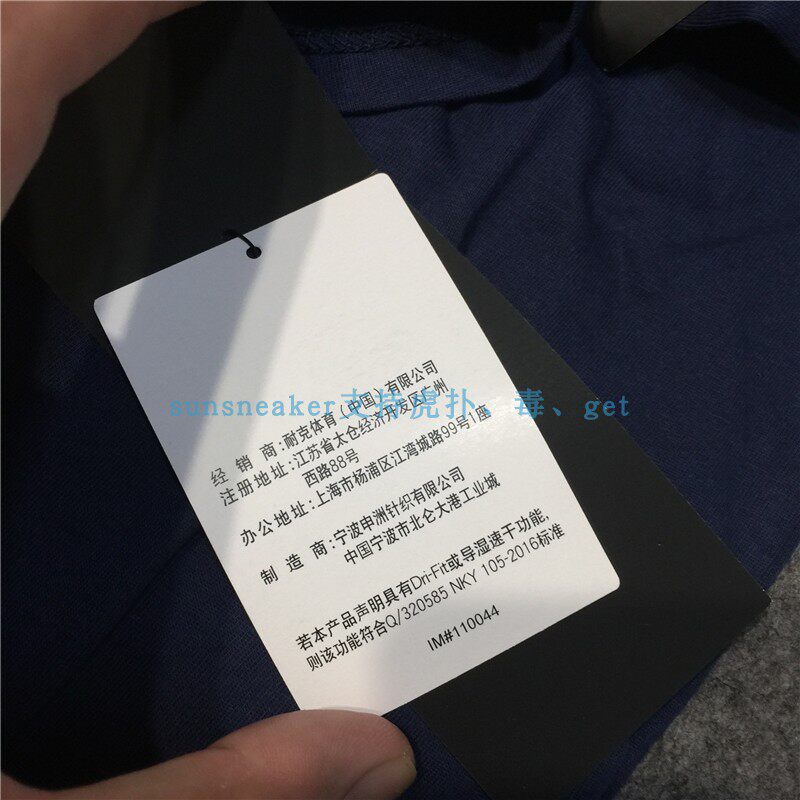 经 销 商:耐克体育(中国)有限公司
注册地址:江苏省太仓经济开发区广州
西路88号
办公地址:上海市杨浦区江湾城路99号1座
制 造 商:宁波申洲针织有限公司
中国宁波市北仑大港工业城
若本产品声明具有Dri-Fit或导湿速干功能,
则该功能符合Q/320585 NKY 105-2016标准
IM#110044
sunsneaker支持虎扑、毒、get